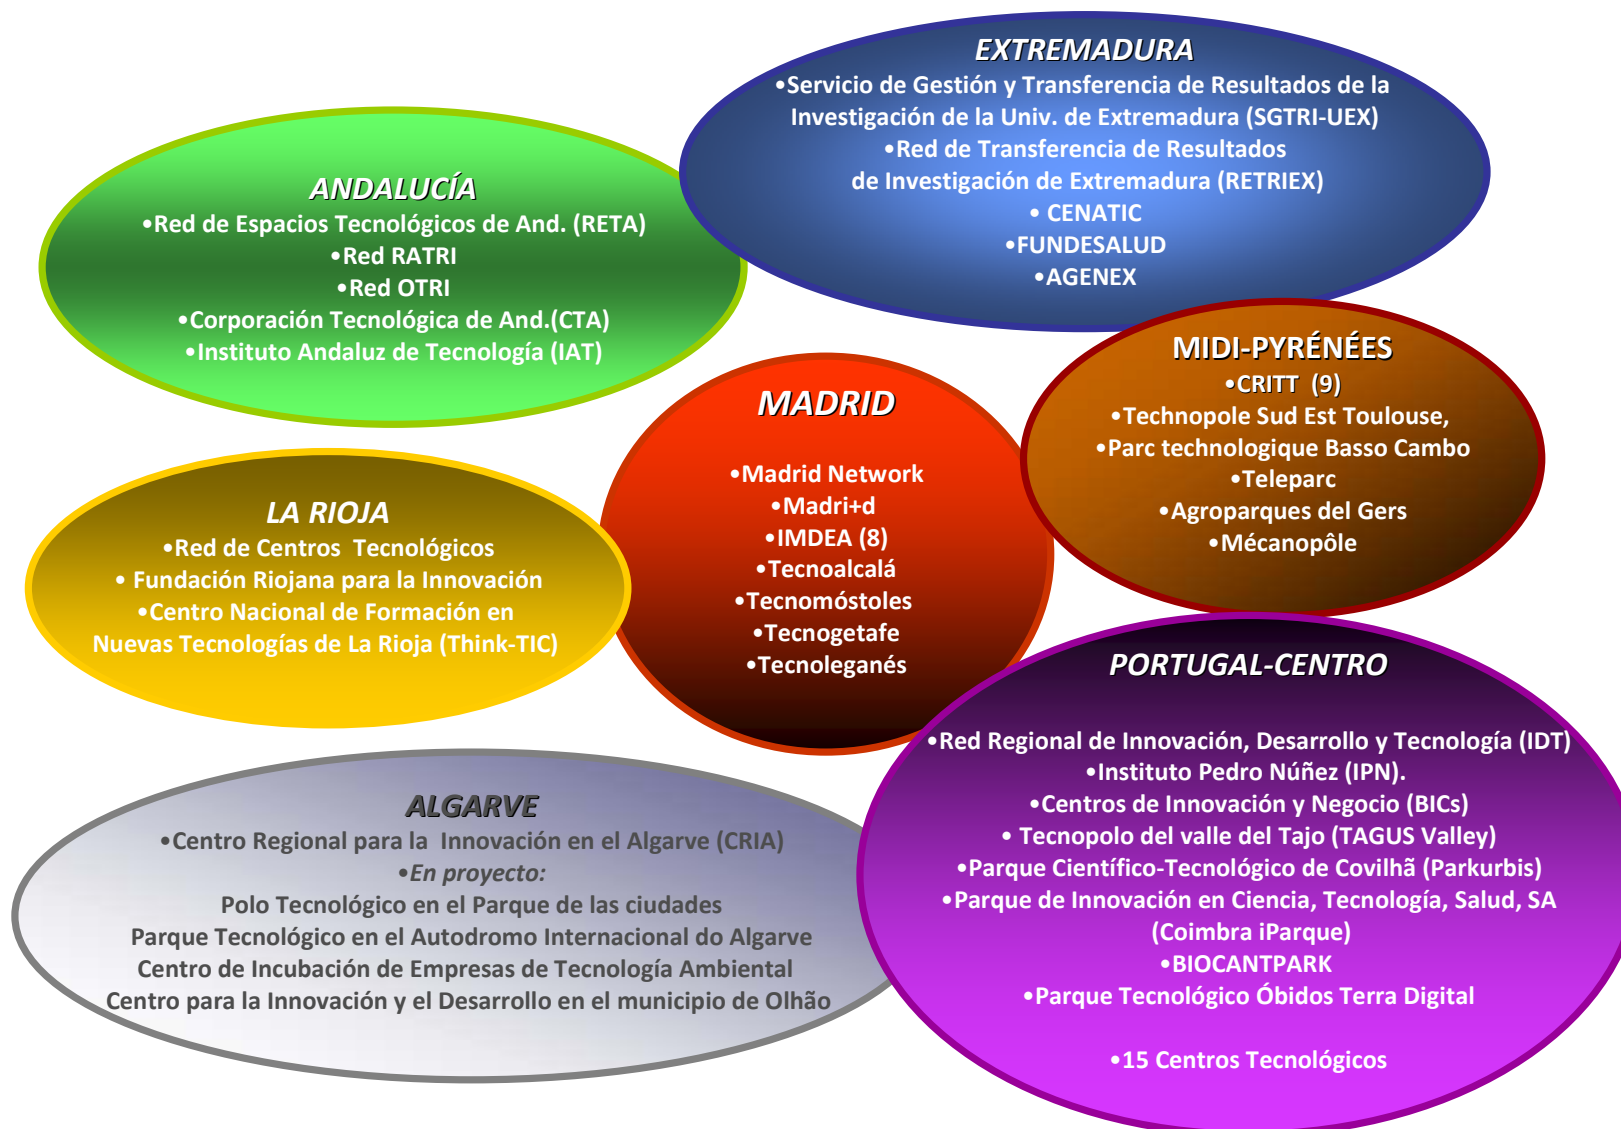 EXTREMADURA
•Servicio de Gestión y Transferencia de Resultados de la
Investigación de la Univ. de Extremadura (SGTRI-UEX)
•Red de Transferencia de Resultados
de Investigación de Extremadura (RETRIEX)
• CENATIC
•FUNDESALUD
•AGENEX
ANDALUCÍA
•Red de Espacios Tecnológicos de And. (RETA)
•Red RATRI
•Red OTRI
•Corporación Tecnológica de And.(CTA)
•Instituto Andaluz de Tecnología (IAT)
MIDI-PYRÉNÉES
•CRITT (9)
•Technopole Sud Est Toulouse,
•Parc technologique Basso Cambo
•Teleparc
•Agroparques del Gers
•Mécanopôle
MADRID
•Madrid Network
•Madri+d
•IMDEA (8)
•Tecnoalcalá
•Tecnomóstoles
•Tecnogetafe
•Tecnoleganés
LA RIOJA
•Red de Centros Tecnológicos
• Fundación Riojana para la Innovación
•Centro Nacional de Formación en
Nuevas Tecnologías de La Rioja (Think-TIC)
PORTUGAL-CENTRO
•Red Regional de Innovación, Desarrollo y Tecnología (IDT)
•Instituto Pedro Núñez (IPN).
•Centros de Innovación y Negocio (BICs)
• Tecnopolo del valle del Tajo (TAGUS Valley)
•Parque Científico-Tecnológico de Covilhã (Parkurbis)
•Parque de Innovación en Ciencia, Tecnología, Salud, SA
(Coimbra iParque)
•BIOCANTPARK
•Parque Tecnológico Óbidos Terra Digital
•15 Centros Tecnológicos
ALGARVE
•Centro Regional para la Innovación en el Algarve (CRIA)
•En proyecto:
Polo Tecnológico en el Parque de las ciudades
Parque Tecnológico en el Autodromo Internacional do Algarve
Centro de Incubación de Empresas de Tecnología Ambiental
Centro para la Innovación y el Desarrollo en el municipio de Olhão